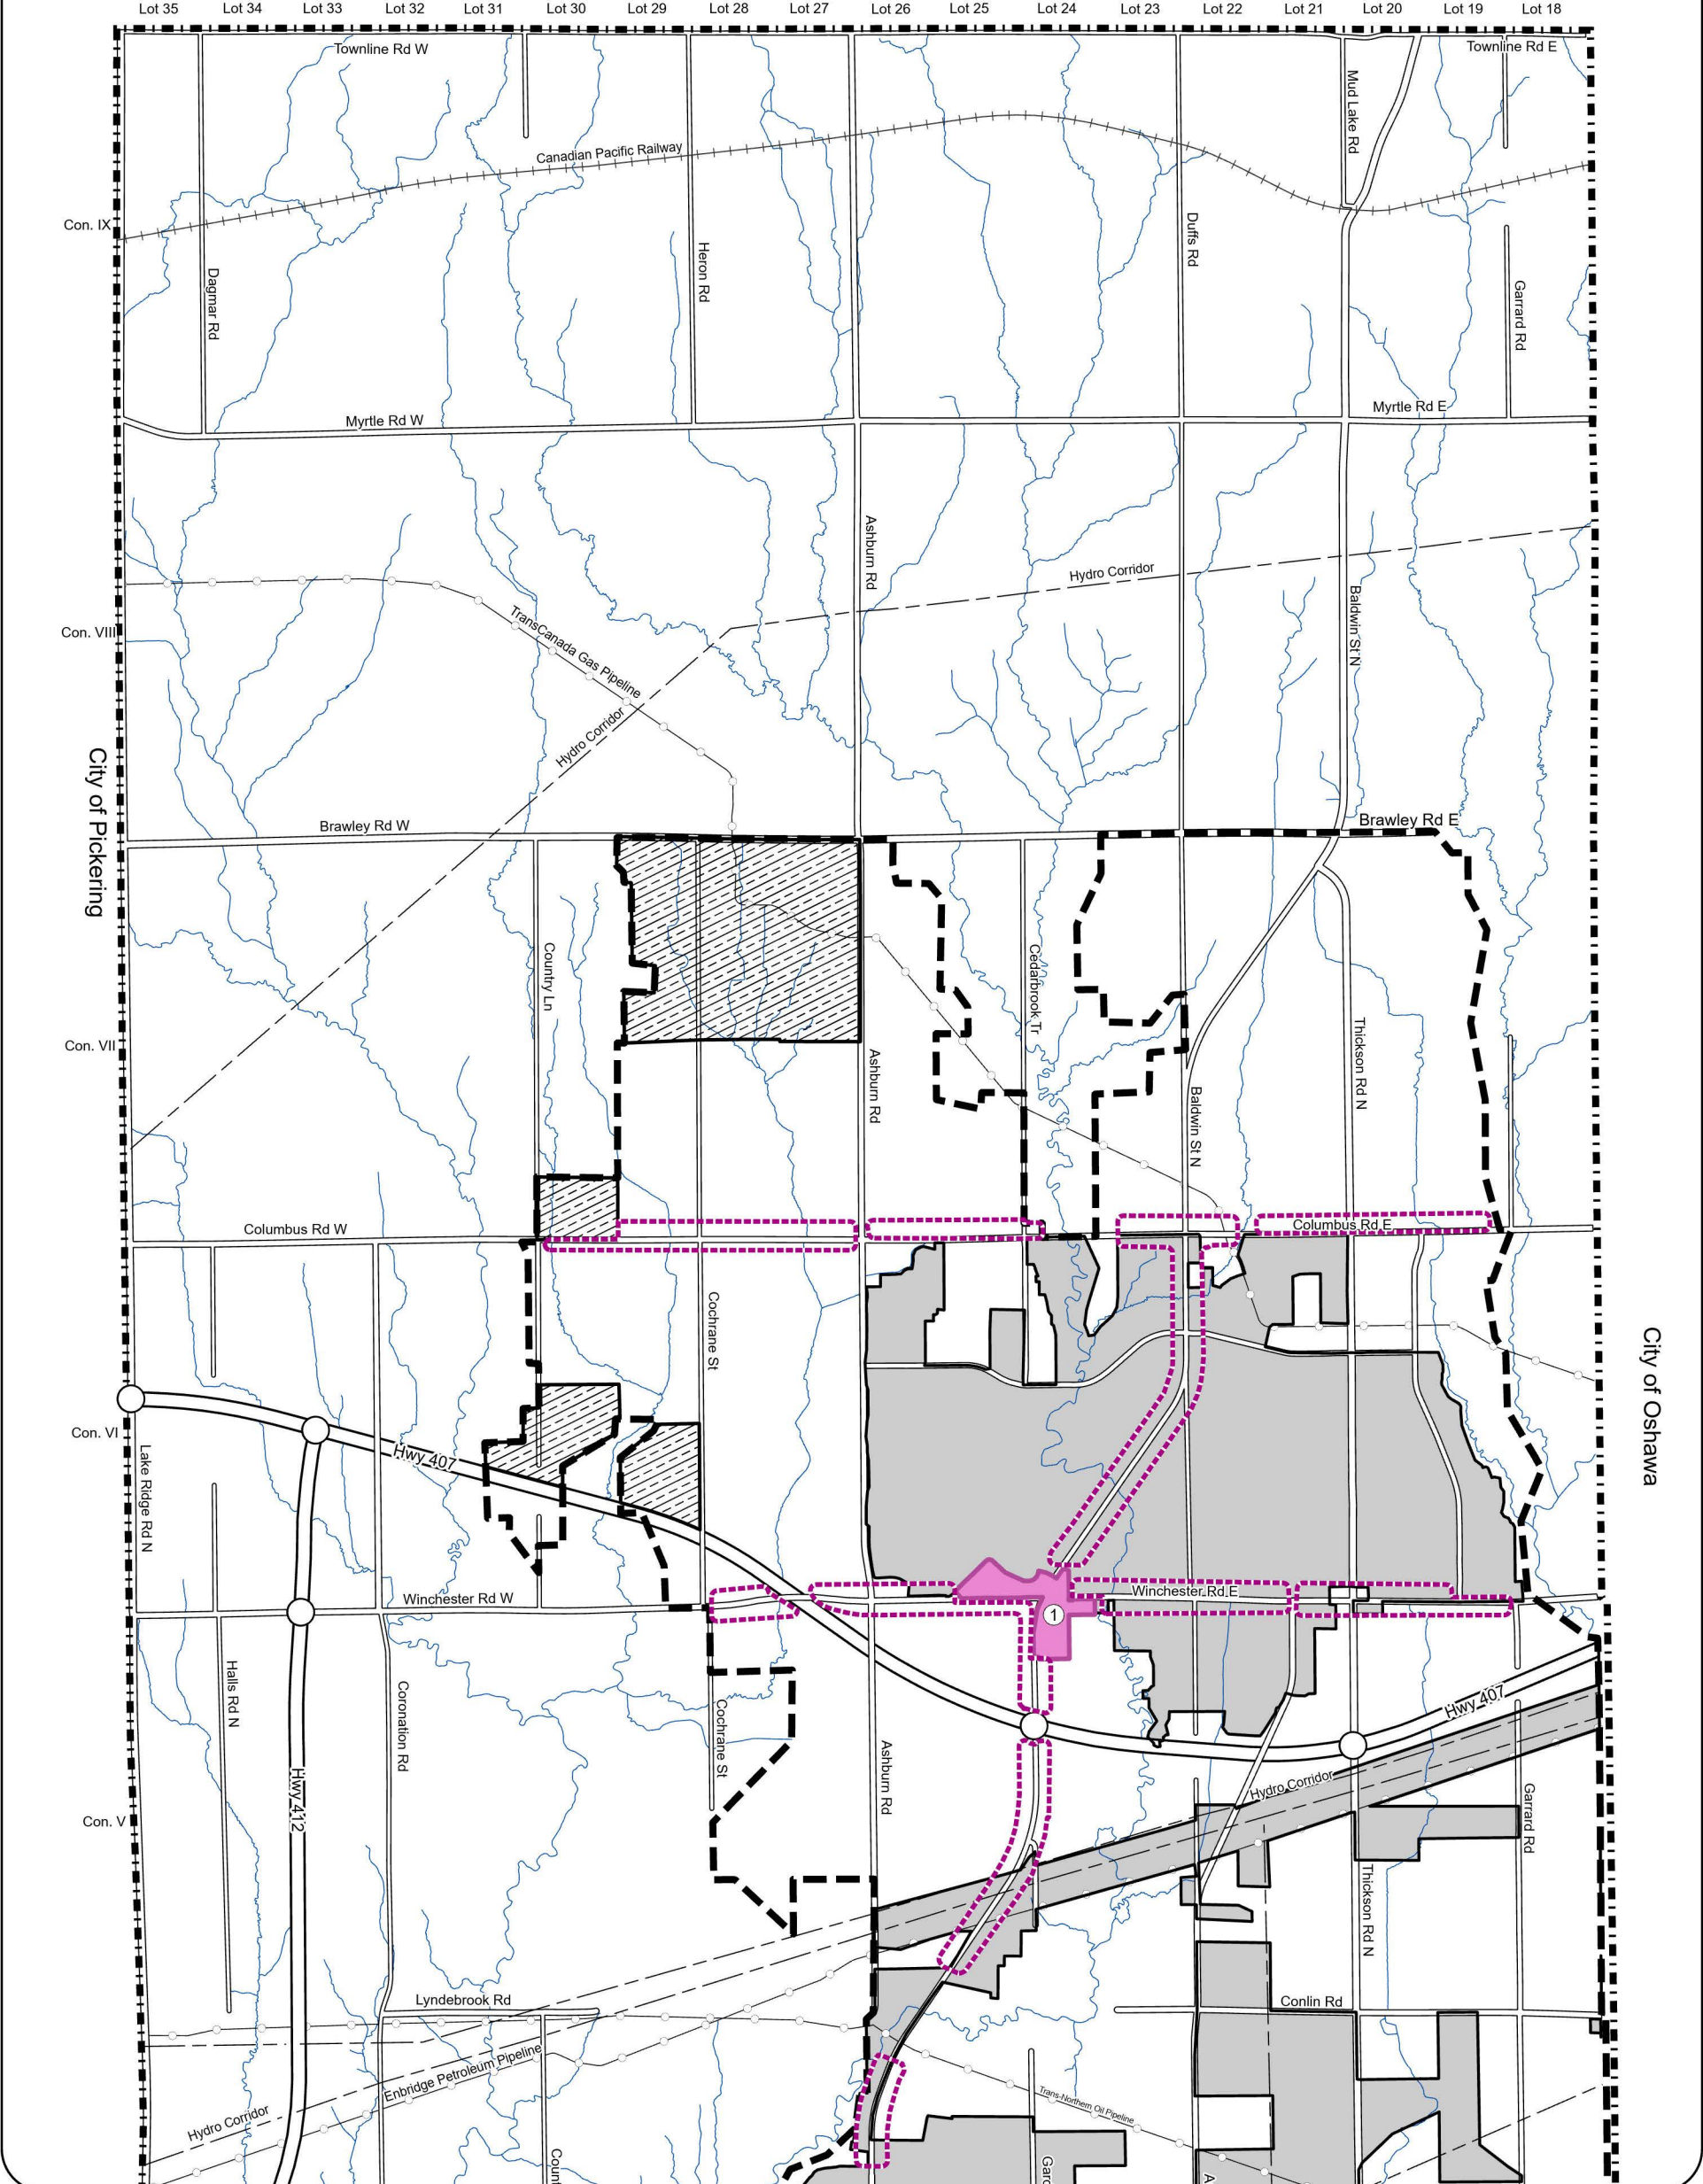 Lot 35
Lot 34
Lot 33
Lot 32
Lot 31
Lot 30
Lot 29
Lot 28
Lot 27
Lot 26
Lot 25
Lot 24
Lot 23
Lot 22
Lot 21
Lot 20
Lot 19
Lot 18
Townline Rd W
Townline Rd E
Mud Lake Rd
Canadian Pacific Railway
Con. IX
Dagmar Rd
Heron Rd
Duffs Rd
Garrard Rd
Myrtle Rd W
Myrtle Rd E
Ashburn Rd
Hydro Corridor
Baldwin St N
Con. VIII
TransCanada Gas Pipeline
Hydro Corridor
City of Pickering
Brawley Rd W
Brawley Rd E
Country Ln
Cedarbrook Tr
Con. VII
Ashburn Rd
Thickson Rd N
Baldwin St N
Columbus Rd W
Columbus Rd E
Cochrane St
City of Oshawa
Con. VI
Lake Ridge Rd N
Hwy 407
Winchester Rd W
Winchester Rd E
1
Halls Rd N
Coronation Rd
Cochrane St
Ashburn Rd
Hwy 407
Hwy 412
Hydro Corridor
Con. V
Garrard Rd
Thickson Rd N
Lyndebrook Rd
Conlin Rd
Enbridge Petroleum Pipeline
Trans-Northern Oil Pipeline
Hydro Corridor
Coun
Gard
A